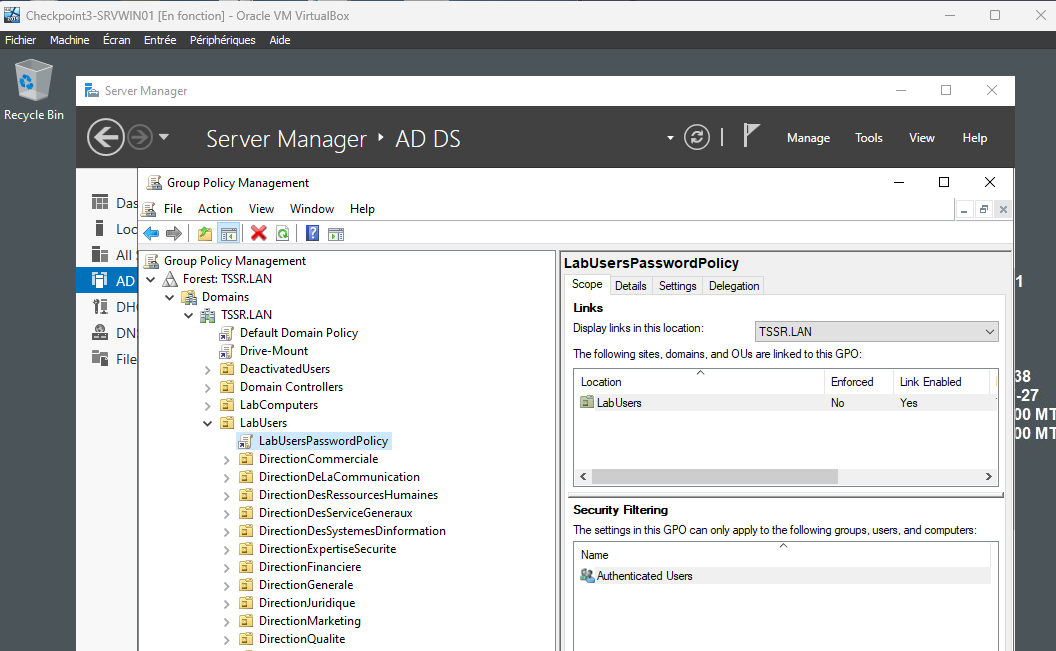 Checkpoint3-SRVWIN01 [En fonction] - Oracle VM VirtualBox
Fichier Machine Écran Entrée Périphériques Aide
Recycle Bin
Server Manager
Server Manager ‣ AD DS
Manage Tools View Help
Das
Loc
All S
AD
DH
DN
File
Group Policy Management
File Action View Window Help
Group Policy Management
Forest: TSSR.LAN
Domains
TSSR.LAN
Default Domain Policy
Drive-Mount
DeactivatedUsers
Domain Controllers
LabComputers
LabUsers
LabUsersPasswordPolicy
DirectionCommerciale
DirectionDeLaCommunication
DirectionDesRessourcesHumaines
DirectionDesServiceGeneraux
DirectionDesSystemesDinformation
DirectionExpertiseSecurite
DirectionFinanciere
DirectionGenerale
DirectionJuridique
DirectionMarketing
DirectionQualite
LabUsersPasswordPolicy
Scope Details Settings Delegation
Links
Display links in this location: TSSR.LAN
The following sites, domains, and OUs are linked to this GPO:
Location Enforced Link Enabled
LabUsers No Yes
Security Filtering
The settings in this GPO can only apply to the following groups, users, and computers:
Name
Authenticated Users
1
38
-27
00 MT
00 MT